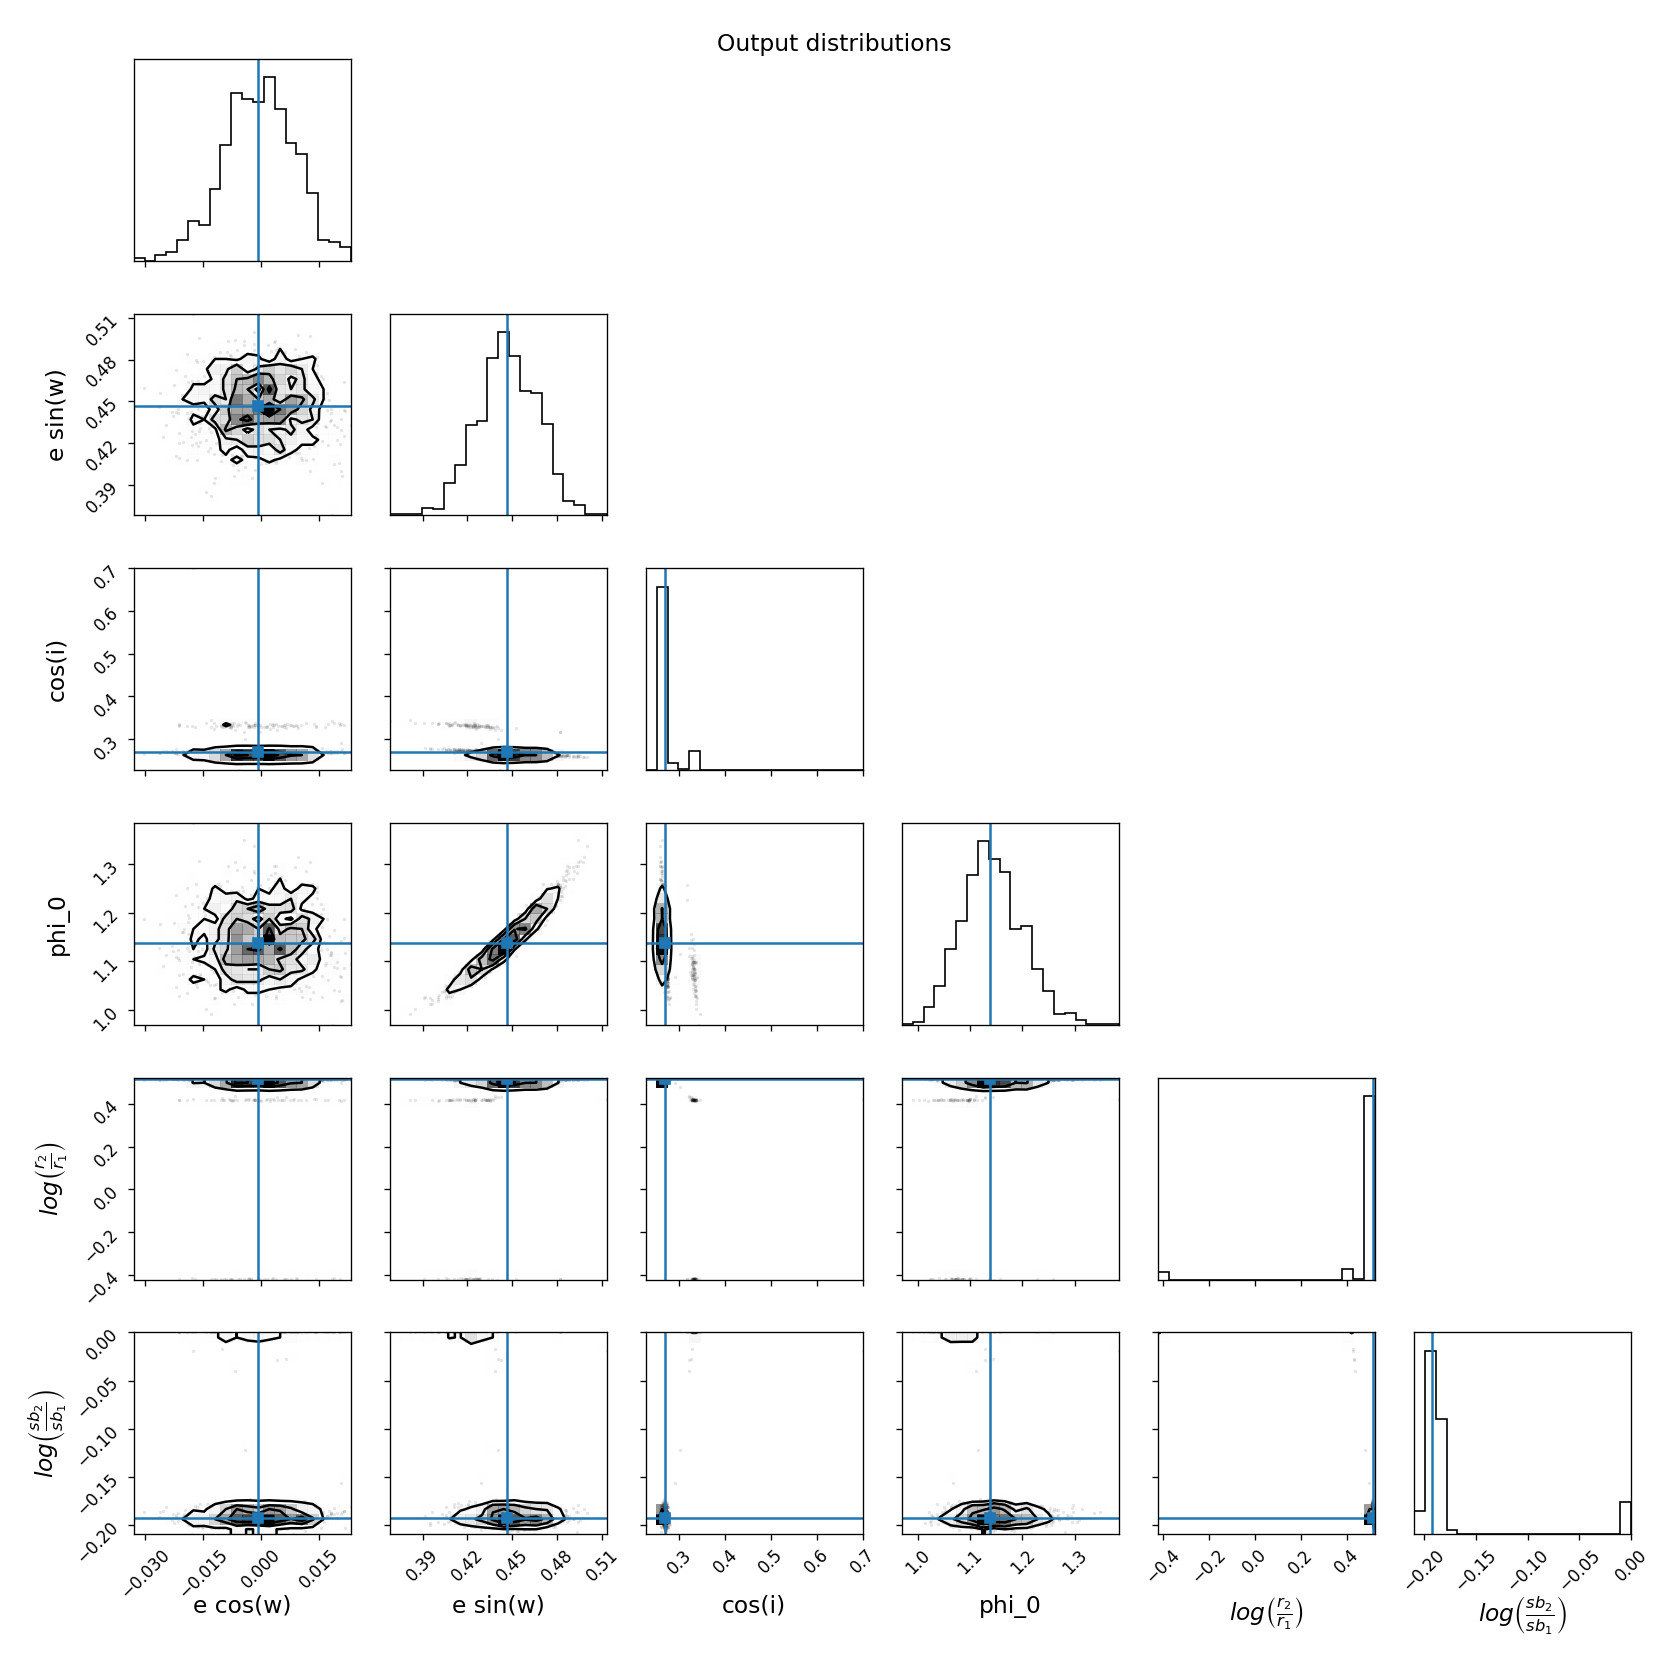 Output distributions
e sin(w)
0.51
0.48
0.45
0.42
0.39
cos(i)
0.7
0.6
0.5
0.4
0.3
phi_0
1.3
1.2
1.1
1.0
log(r₂/r₁)
0.4
0.2
0.0
−0.2
−0.4
log(sb₂/sb₁)
0.00
−0.05
−0.10
−0.15
−0.20
−0.030 −0.015 0.000 0.015
0.39 0.42 0.45 0.48 0.51
0.3 0.4 0.5 0.6 0.7
1.0 1.1 1.2 1.3
−0.4 −0.2 0.0 0.2 0.4
−0.20 −0.15 −0.10 −0.05 0.00
e cos(w)
e sin(w)
cos(i)
phi_0
log(r₂/r₁)
log(sb₂/sb₁)